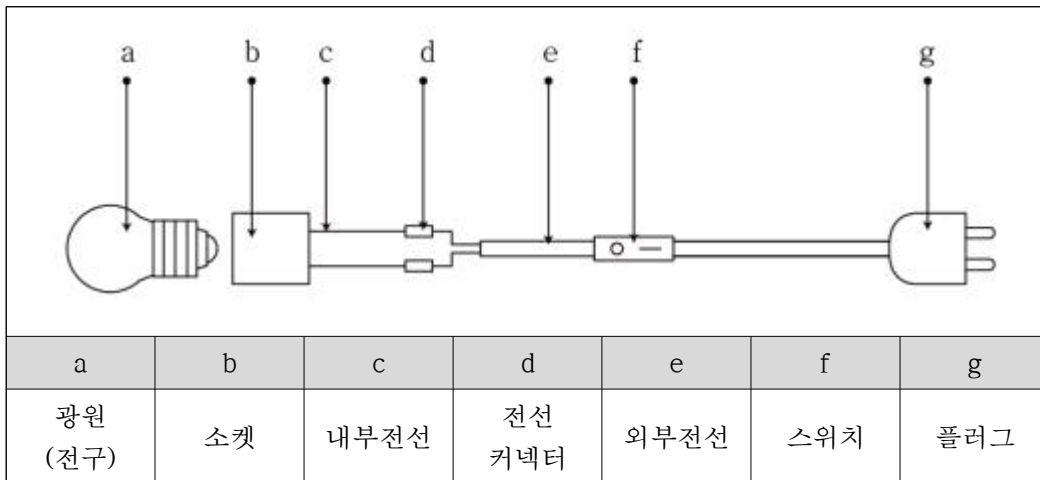 a b c d e f g
a b c d e f g
광원
(전구)
소켓
내부전선
전선
커넥터
외부전선
스위치
플러그